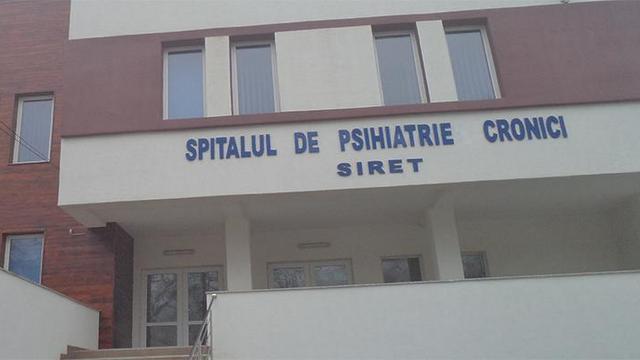 SPITALUL DE PSIHIATRIE CRONICI
SIRET